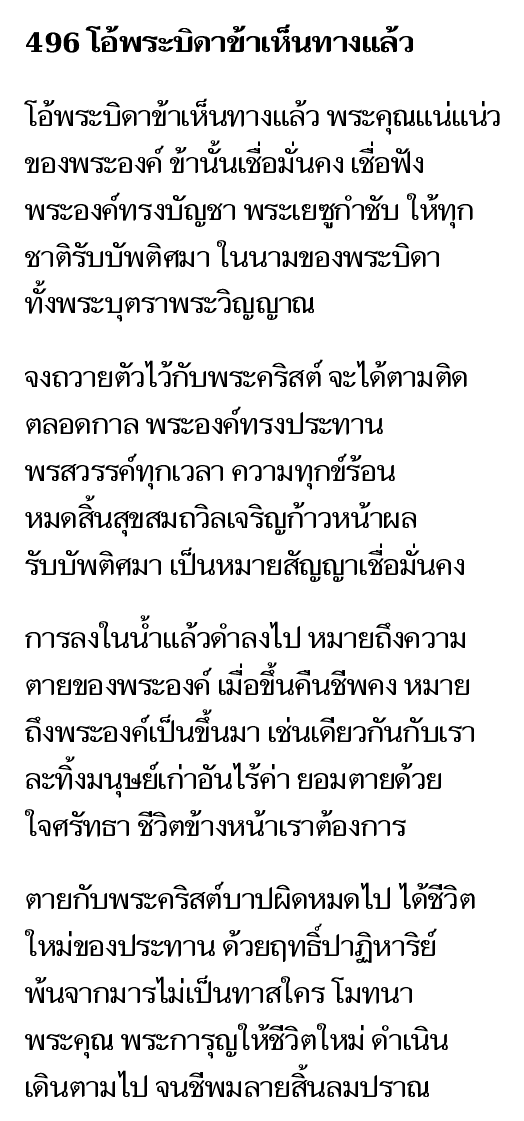 496 โอ้พระบิดาข้าเห็นทางแล้ว
โอ้พระบิดาข้าเห็นทางแล้ว พระคุณแน่แน่ว
ของพระองค์ ข้านั้นเชื่อมั่นคง เชื่อฟัง
พระองค์ทรงบัญชา พระเยซูกำชับ ให้ทุก
ชาติรับบัพติศมา ในนามของพระบิดา
ทั้งพระบุตราพระวิญญาณ
จงถวายตัวไว้กับพระคริสต์ จะได้ตามติด
ตลอดกาล พระองค์ทรงประทาน
พรสวรรค์ทุกเวลา ความทุกข์ร้อน
หมดสิ้นสุขสมถวิลเจริญก้าวหน้าผล
รับบัพติศมา เป็นหมายสัญญาเชื่อมั่นคง
การลงในน้ำแล้วดำลงไป หมายถึงความ
ตายของพระองค์ เมื่อขึ้นคืนชีพคง หมาย
ถึงพระองค์เป็นขึ้นมา เช่นเดียวกันกับเรา
ละทิ้งมนุษย์เก่าอันไร้ค่า ยอมตายด้วย
ใจศรัทธา ชีวิตข้างหน้าเราต้องการ
ตายกับพระคริสต์บาปผิดหมดไป ได้ชีวิต
ใหม่ของประทาน ด้วยฤทธิ์ปาฏิหาริย์
พ้นจากมารไม่เป็นทาสใคร โมทนา
พระคุณ พระการุญให้ชีวิตใหม่ ดำเนิน
เดินตามไป จนชีพมลายสิ้นลมปราณ